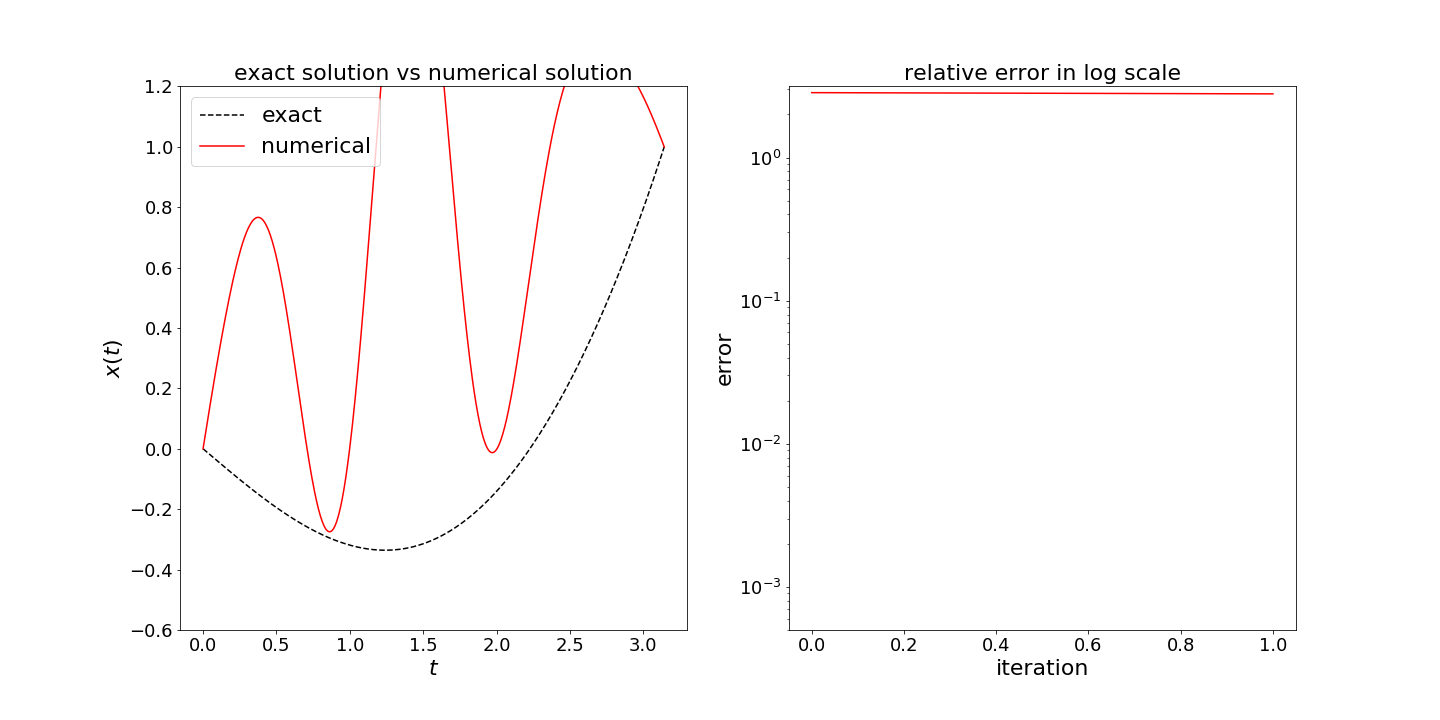 exact solution vs numerical solution
1.2
1.0
0.8
0.6
0.4
0.2
0.0
−0.2
−0.4
−0.6
x(t)
exact
numerical
0.0 0.5 1.0 1.5 2.0 2.5 3.0
t
relative error in log scale
10⁰
10⁻¹
10⁻²
10⁻³
error
0.0 0.2 0.4 0.6 0.8 1.0
iteration